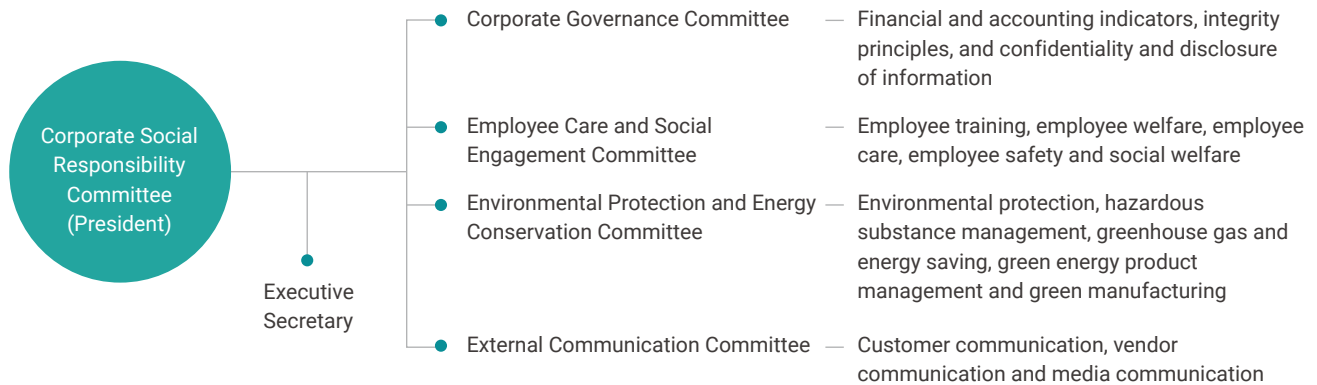 Corporate Social
Responsibility
Committee
(President)
Executive
Secretary
Corporate Governance Committee
Financial and accounting indicators, integrity
principles, and confidentiality and disclosure
of information
Employee Care and Social
Engagement Committee
Employee training, employee welfare, employee
care, employee safety and social welfare
Environmental Protection and Energy
Conservation Committee
Environmental protection, hazardous
substance management, greenhouse gas and
energy saving, green energy product
management and green manufacturing
External Communication Committee
Customer communication, vendor
communication and media communication